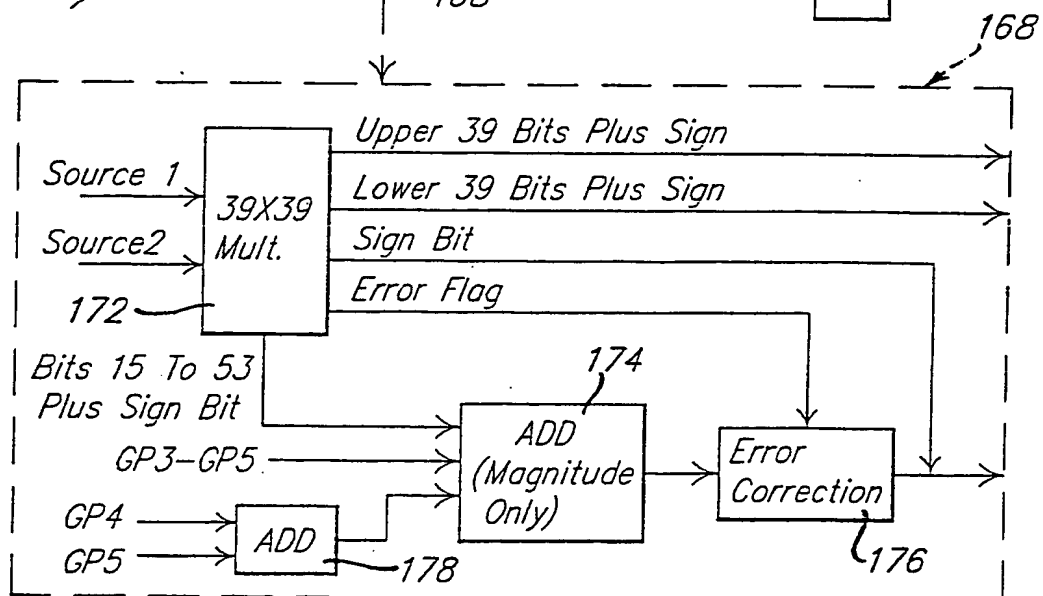 168
Upper 39 Bits Plus Sign
Source 1
Lower 39 Bits Plus Sign
39X39
Mult.
Source2
Sign Bit
Error Flag
172
Bits 15 To 53
Plus Sign Bit
174
ADD
(Magnitude
Only)
GP3-GP5
Error
Correction
GP4
GP5
ADD
178
176